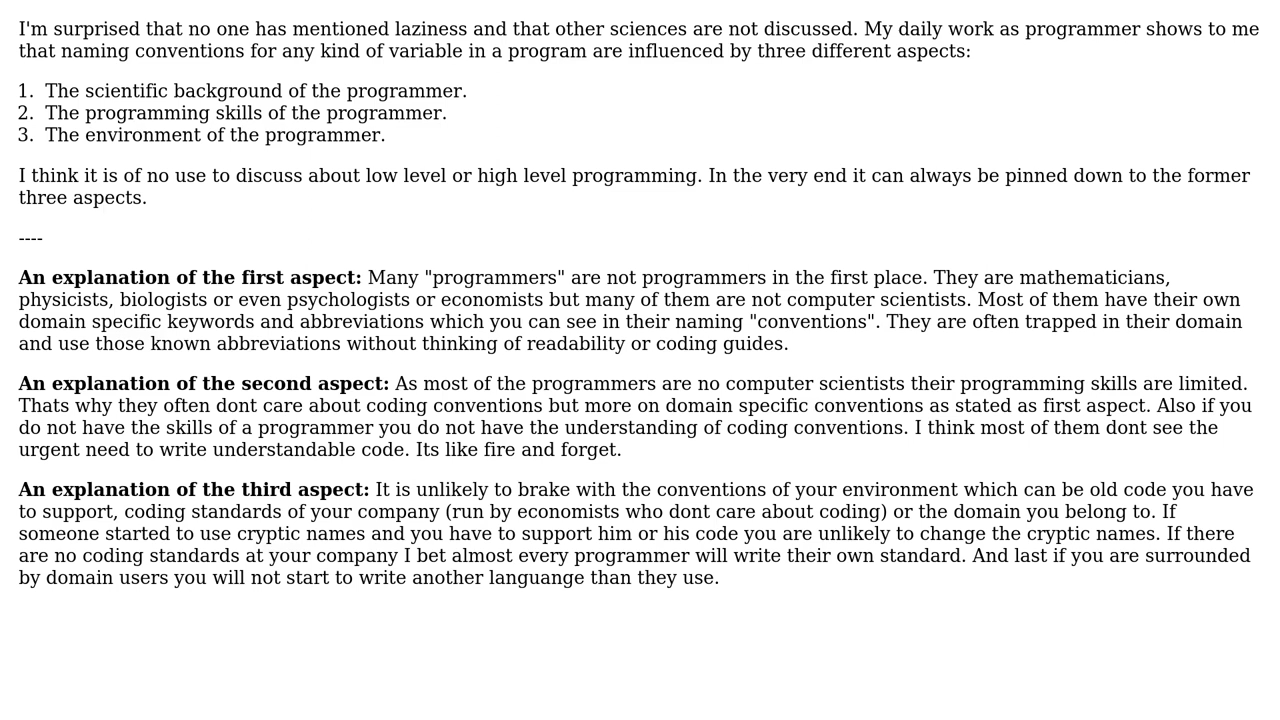 I'm surprised that no one has mentioned laziness and that other sciences are not discussed. My daily work as programmer shows to me
that naming conventions for any kind of variable in a program are influenced by three different aspects:
1. The scientific background of the programmer.
2. The programming skills of the programmer.
3. The environment of the programmer.
I think it is of no use to discuss about low level or high level programming. In the very end it can always be pinned down to the former
three aspects.
----
An explanation of the first aspect: Many "programmers" are not programmers in the first place. They are mathematicians,
physicists, biologists or even psychologists or economists but many of them are not computer scientists. Most of them have their own
domain specific keywords and abbreviations which you can see in their naming "conventions". They are often trapped in their domain
and use those known abbreviations without thinking of readability or coding guides.
An explanation of the second aspect: As most of the programmers are no computer scientists their programming skills are limited.
Thats why they often dont care about coding conventions but more on domain specific conventions as stated as first aspect. Also if you
do not have the skills of a programmer you do not have the understanding of coding conventions. I think most of them dont see the
urgent need to write understandable code. Its like fire and forget.
An explanation of the third aspect: It is unlikely to brake with the conventions of your environment which can be old code you have
to support, coding standards of your company (run by economists who dont care about coding) or the domain you belong to. If
someone started to use cryptic names and you have to support him or his code you are unlikely to change the cryptic names. If there
are no coding standards at your company I bet almost every programmer will write their own standard. And last if you are surrounded
by domain users you will not start to write another languange than they use.